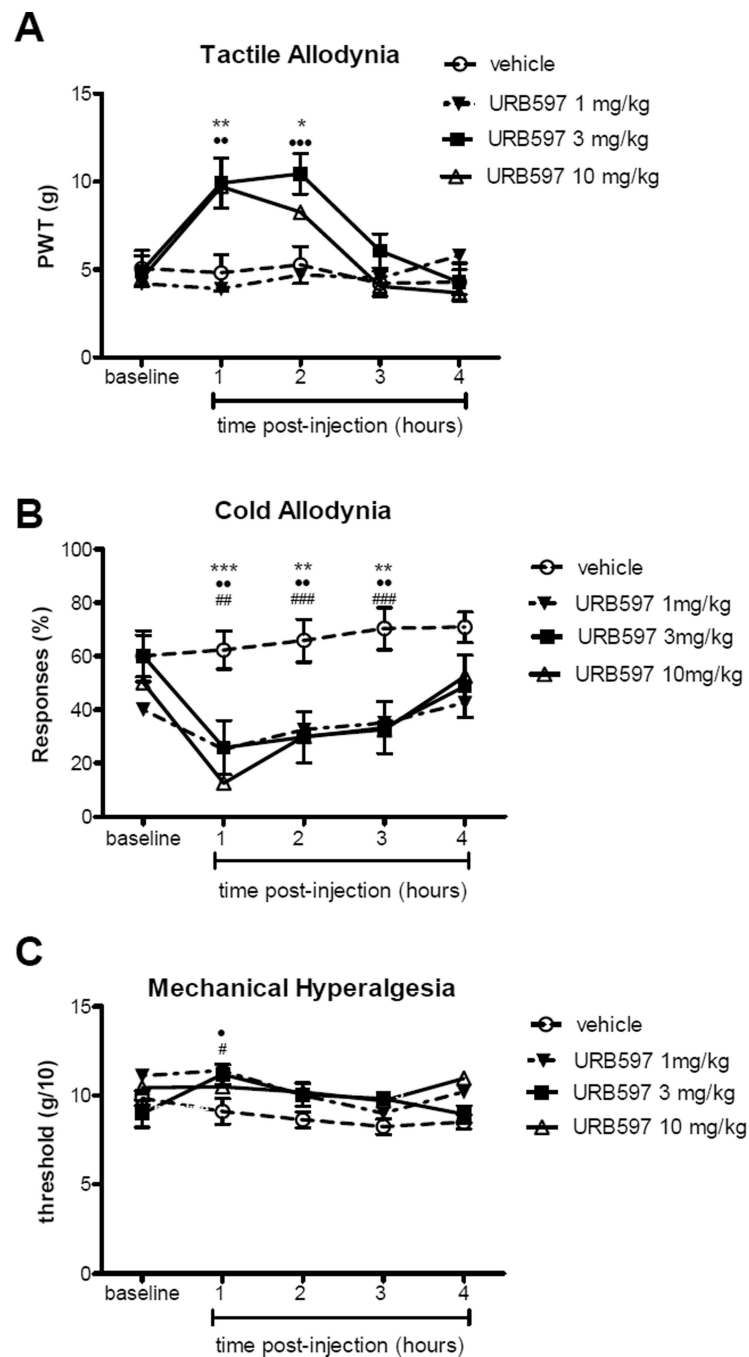 A
Tactile Allodynia
vehicle
URB597 1 mg/kg
URB597 3 mg/kg
URB597 10 mg/kg
15
10
5
0
PWT (g)
** *
•• •••
baseline 1 2 3 4
time post-injection (hours)
B
Cold Allodynia
vehicle
URB597 1mg/kg
URB597 3mg/kg
URB597 10mg/kg
100
80
60
40
20
0
Responses (%)
*** ** **
•• •• ••
## ### ###
baseline 1 2 3 4
time post-injection (hours)
C
Mechanical Hyperalgesia
vehicle
URB597 1mg/kg
URB597 3 mg/kg
URB597 10 mg/kg
15
10
5
0
threshold (g/10)
•
#
baseline 1 2 3 4
time post-injection (hours)